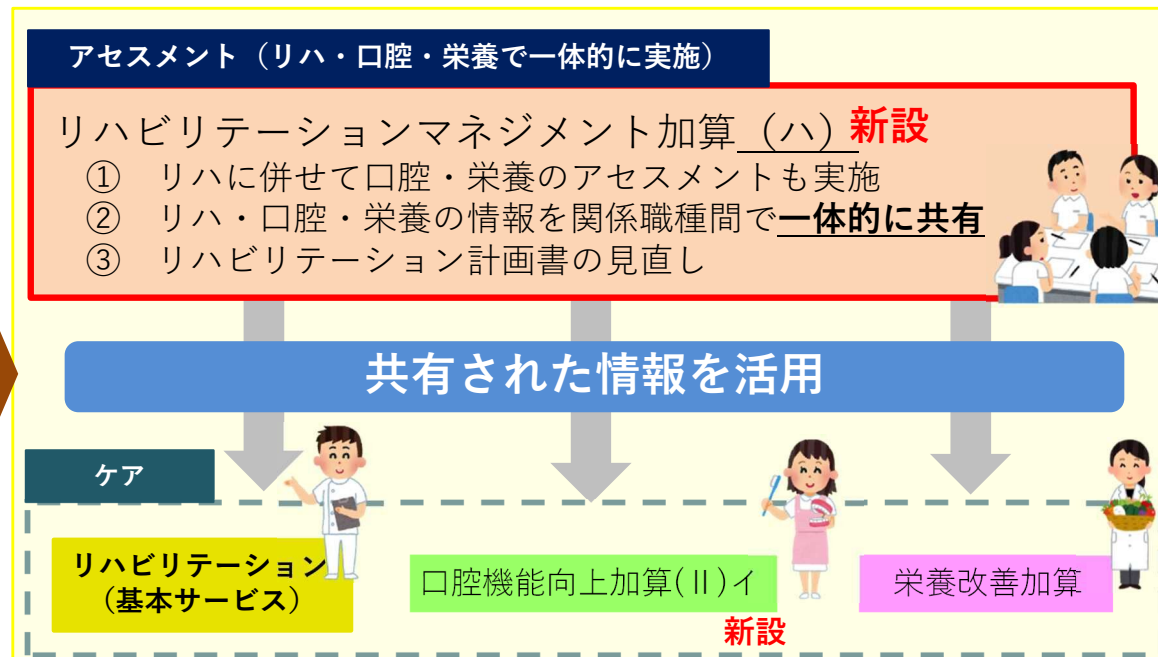 アセスメント（リハ・口腔・栄養で一体的に実施）
リハビリテーションマネジメント加算（ハ）新設
① リハに併せて口腔・栄養のアセスメントも実施
② リハ・口腔・栄養の情報を関係職種間で一体的に共有
③ リハビリテーション計画書の見直し
共有された情報を活用
ケア
リハビリテーション
（基本サービス）
口腔機能向上加算(Ⅱ)イ
新設
栄養改善加算